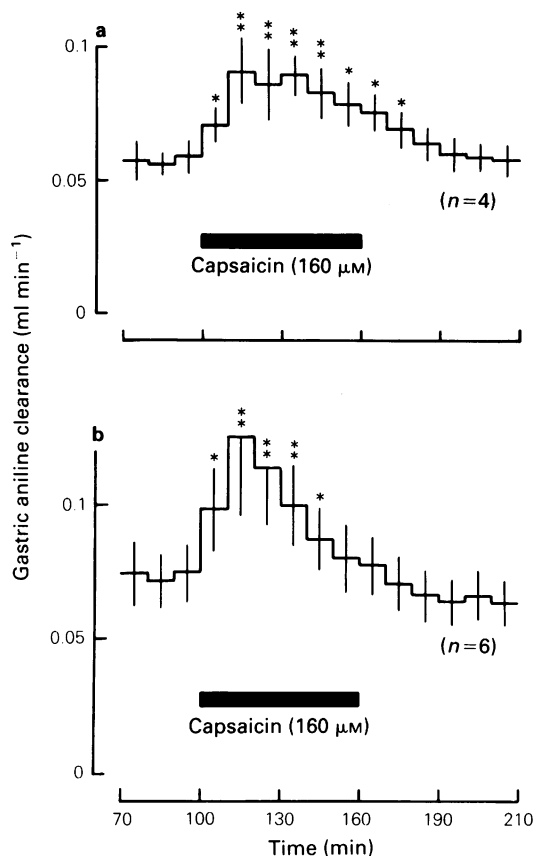 a
0.1
0.05
0
* ** ** ** ** * * *
(n=4)
Capsaicin (160 μM)
Gastric aniline clearance (ml min⁻¹)
b
0.1
0.05
0
* ** ** ** *
(n=6)
Capsaicin (160 μM)
70 100 130 160 190 210
Time (min)